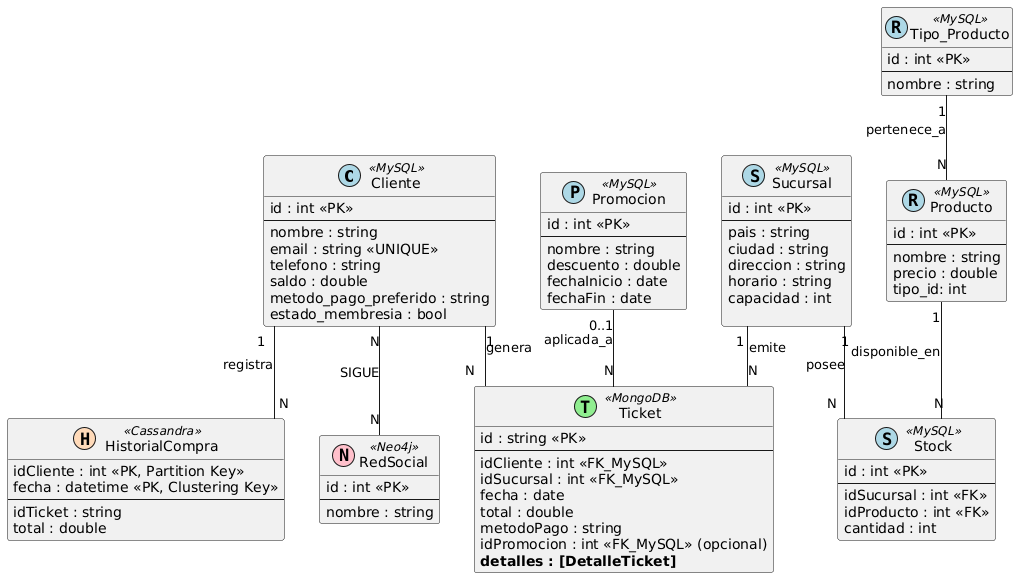 R
«MySQL»
Tipo_Producto
id : int «PK»
nombre : string
1
pertenece_a
N
C
«MySQL»
Cliente
id : int «PK»
nombre : string
email : string «UNIQUE»
telefono : string
saldo : double
metodo_pago_preferido : string
estado_membresia : bool
P
«MySQL»
Promocion
id : int «PK»
nombre : string
descuento : double
fechaInicio : date
fechaFin : date
S
«MySQL»
Sucursal
id : int «PK»
pais : string
ciudad : string
direccion : string
horario : string
capacidad : int
R
«MySQL»
Producto
id : int «PK»
nombre : string
precio : double
tipo_id: int
1
registra
N
N
SIGUE
N
1
genera
N
0..1
aplicada_a
N
1
emite
N
1
posee
N
1
disponible_en
N
H
«Cassandra»
HistorialCompra
idCliente : int «PK, Partition Key»
fecha : datetime «PK, Clustering Key»
idTicket : string
total : double
N
«Neo4j»
RedSocial
id : int «PK»
nombre : string
T
«MongoDB»
Ticket
id : string «PK»
idCliente : int «FK_MySQL»
idSucursal : int «FK_MySQL»
fecha : date
total : double
metodoPago : string
idPromocion : int «FK_MySQL» (opcional)
detalles : [DetalleTicket]
S
«MySQL»
Stock
id : int «PK»
idSucursal : int «FK»
idProducto : int «FK»
cantidad : int